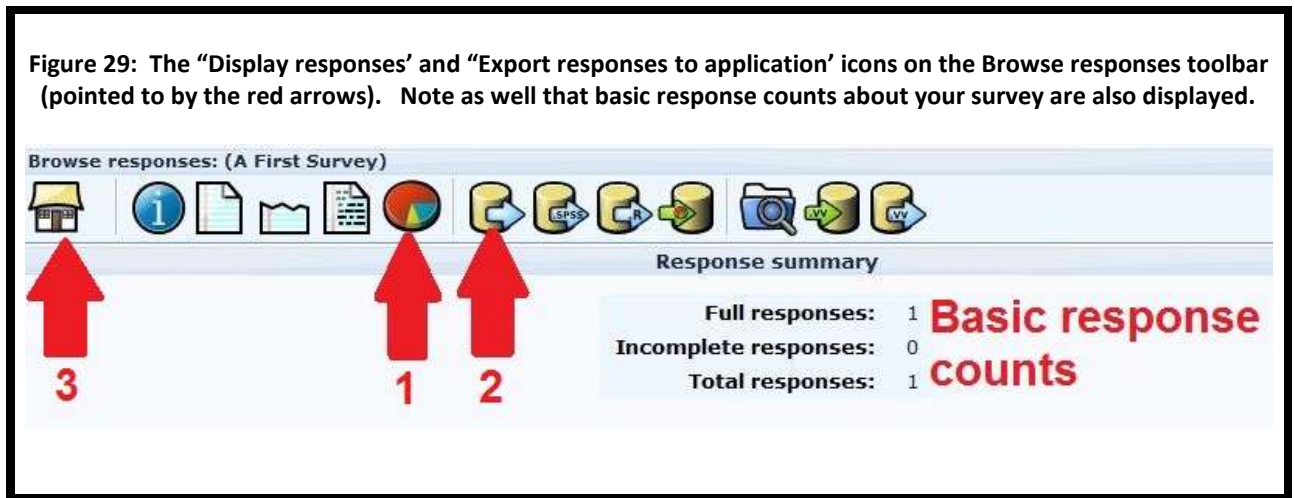 Figure 29:  The “Display responses’ and “Export responses to application’ icons on the Browse responses toolbar
(pointed to by the red arrows).   Note as well that basic response counts about your survey are also displayed.
Browse responses: (A First Survey)
i .SPSS R .VV .VV
Response summary
Full responses: 1
Incomplete responses: 0
Total responses: 1
Basic response
counts
3 1 2